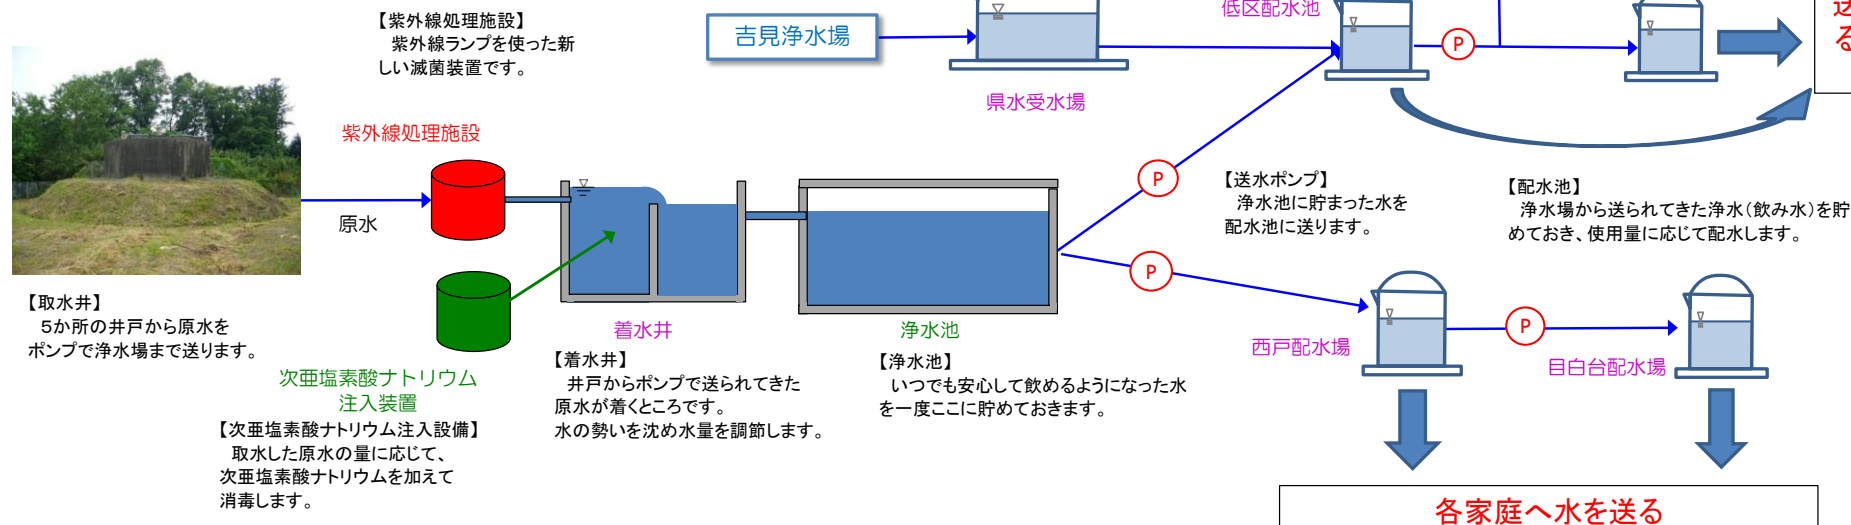 【紫外線処理施設】
紫外線ランプを使った新
しい滅菌装置です。
吉見浄水場
低区配水池
県水受水場
P
送
る
紫外線処理施設
原水
【取水井】
5か所の井戸から原水を
ポンプで浄水場まで送ります。
次亜塩素酸ナトリウム
注入装置
【次亜塩素酸ナトリウム注入設備】
取水した原水の量に応じて、
次亜塩素酸ナトリウムを加えて
消毒します。
着水井
【着水井】
井戸からポンプで送られてきた
原水が着くところです。
水の勢いを沈め水量を調節します。
浄水池
【浄水池】
いつでも安心して飲めるようになった水
を一度ここに貯めておきます。
P
P
【送水ポンプ】
浄水池に貯まった水を
配水池に送ります。
【配水池】
浄水場から送られてきた浄水(飲み水)を貯
めておき、使用量に応じて配水します。
西戸配水場
P
目白台配水場
各家庭へ水を送る